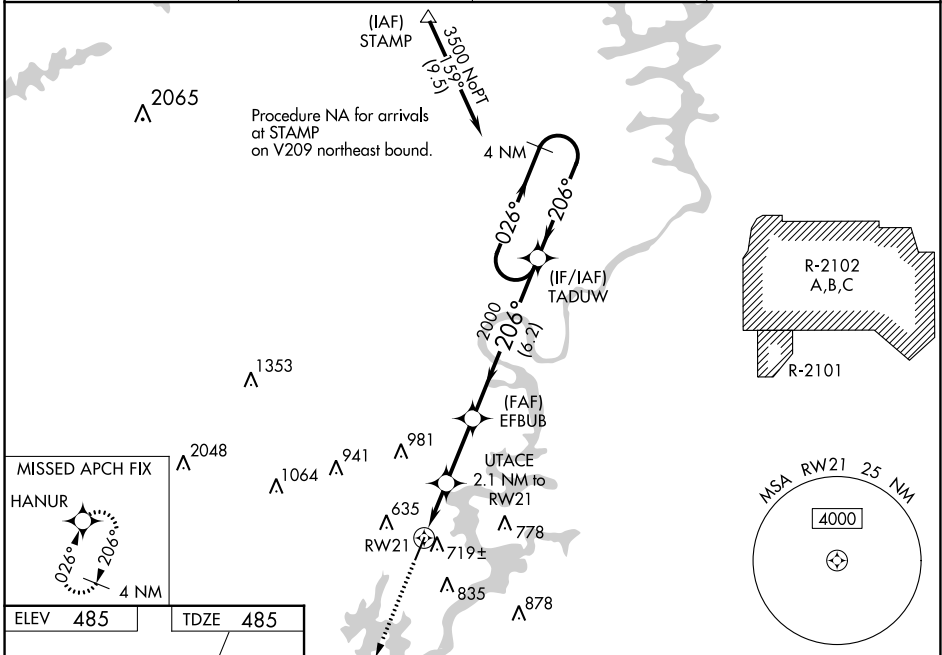 (IAF)
STAMP
3500 NoPT
159°
(9.5)
2065
Procedure NA for arrivals
at STAMP
on V209 northeast bound.
4 NM
026°
206°
(IF/IAF)
TADUW
R-2102
A,B,C
R-2101
2000
206°
(6.2)
1353
(FAF)
EFBUB
2048
1064
941
981
UTACE
2.1 NM to
RW21
635
778
RW21
719±
835
878
MISSED APCH FIX
HANUR
026°
206°
4 NM
MSA RW21 25 NM
4000
ELEV 485
TDZE 485